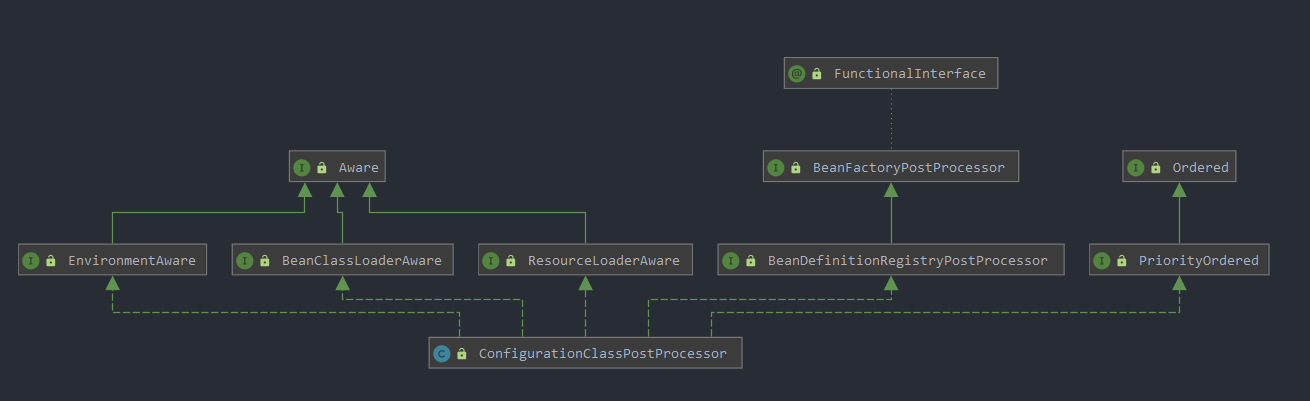 @ FunctionalInterface
I Aware
I BeanFactoryPostProcessor
I Ordered
I EnvironmentAware
I BeanClassLoaderAware
I ResourceLoaderAware
I BeanDefinitionRegistryPostProcessor
I PriorityOrdered
C ConfigurationClassPostProcessor